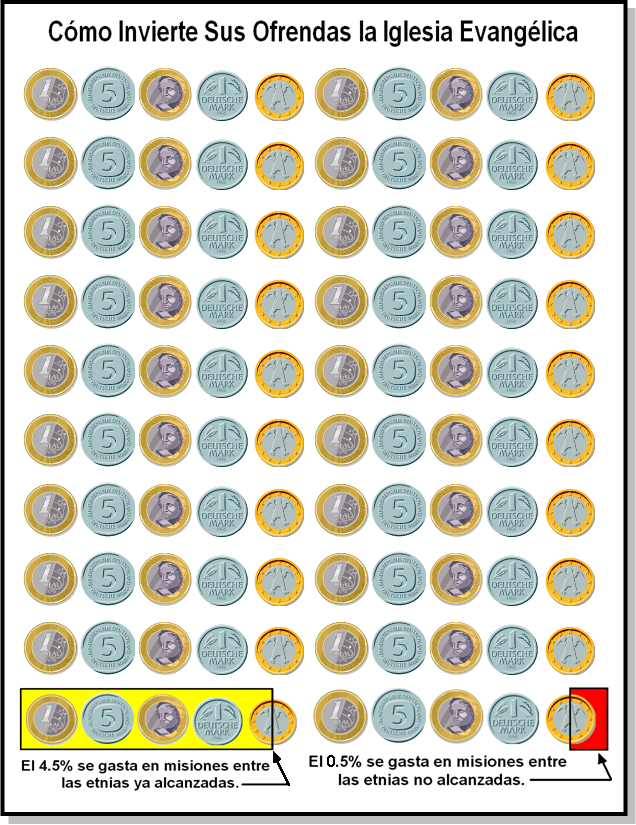 Cómo Invierte Sus Ofrendas la Iglesia Evangélica
El 4.5% se gasta en misiones entre
las etnias ya alcanzadas.
El 0.5% se gasta en misiones entre
las etnias no alcanzadas.